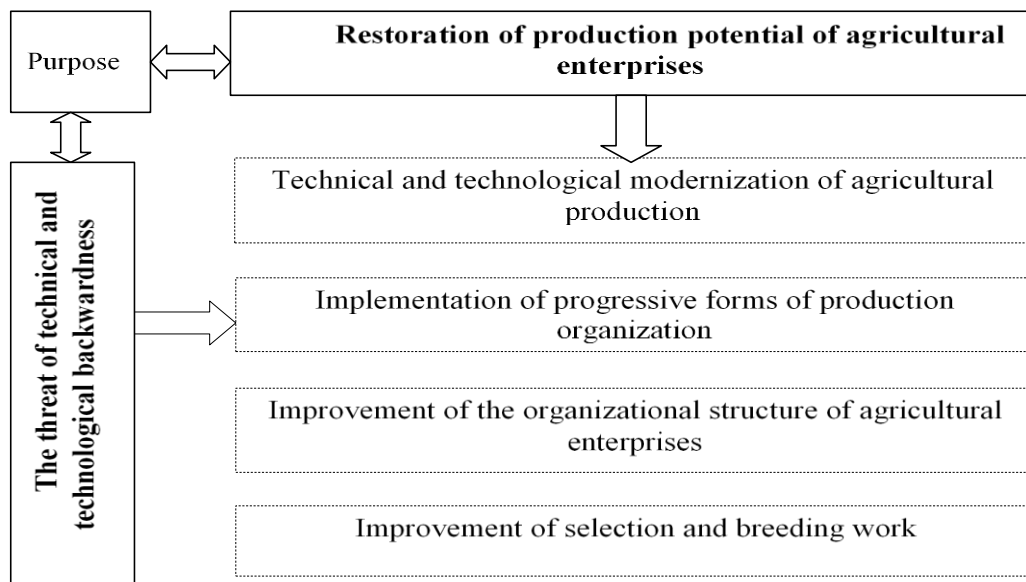 Purpose
Restoration of production potential of agricultural
enterprises
The threat of technical and
technological backwardness
Technical and technological modernization of agricultural
production
Implementation of progressive forms of production
organization
Improvement of the organizational structure of agricultural
enterprises
Improvement of selection and breeding work